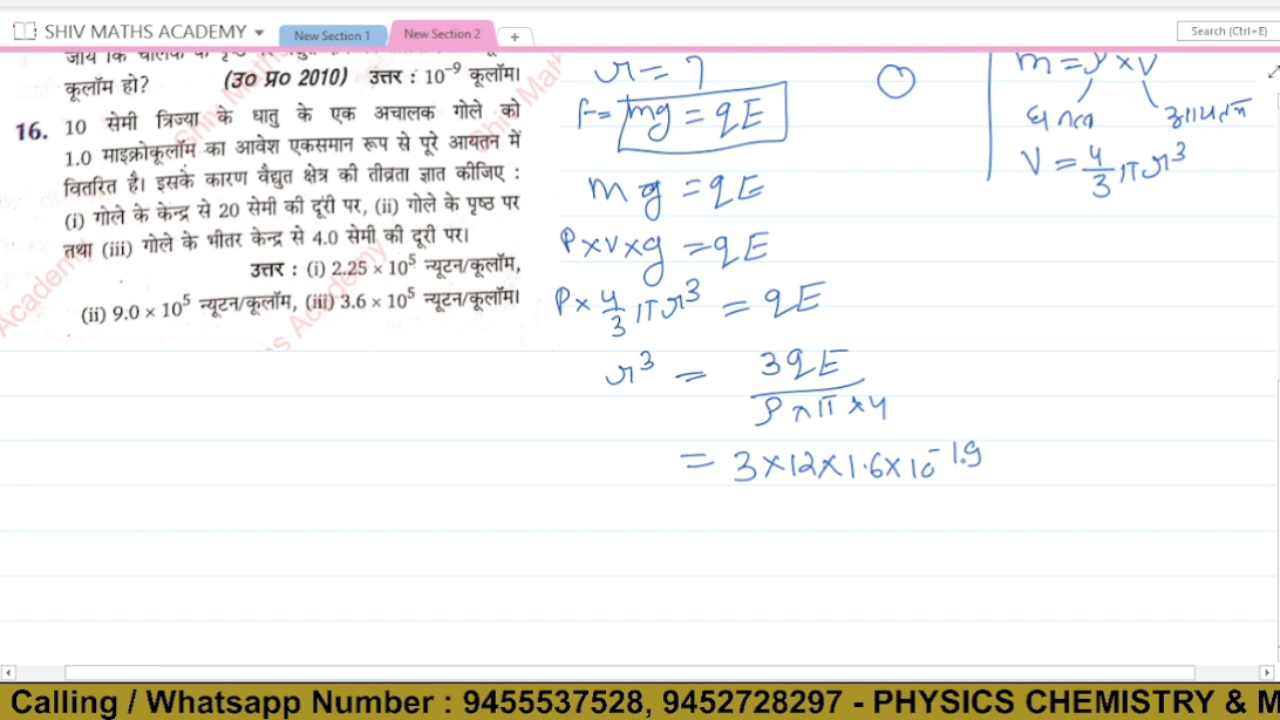 SHIV MATHS ACADEMY
New Section 1
New Section 2
+
Search (Ctrl+E)
कूलॉम हो? (उ० प्र० 2010) उत्तर : 10⁻⁹ कूलॉम।
16. 10 सेमी त्रिज्या के धातु के एक अचालक गोले को
1.0 माइक्रोकूलॉम का आवेश एकसमान रूप से पूरे आयतन में
वितरित है। इसके कारण वैद्युत क्षेत्र की तीव्रता ज्ञात कीजिए :
(i) गोले के केन्द्र से 20 सेमी की दूरी पर, (ii) गोले के पृष्ठ पर
तथा (iii) गोले के भीतर केन्द्र से 4.0 सेमी की दूरी पर।
उत्तर : (i) 2.25 × 10⁵ न्यूटन/कूलॉम,
(ii) 9.0 × 10⁵ न्यूटन/कूलॉम, (iii) 3.6 × 10⁵ न्यूटन/कूलॉम।
r = ?
F = mg = qE
mg = qE
ρ × v × g = qE
ρ × 4/3 πr³ = qE
r³ = 3qE / ρ × π × 4
= 3 × 12 × 1.6 × 10⁻¹·⁹
m = ρ × V
घनत्व आयतन
V = 4/3 πr³
Calling / Whatsapp Number : 9455537528, 9452728297 - PHYSICS CHEMISTRY & M